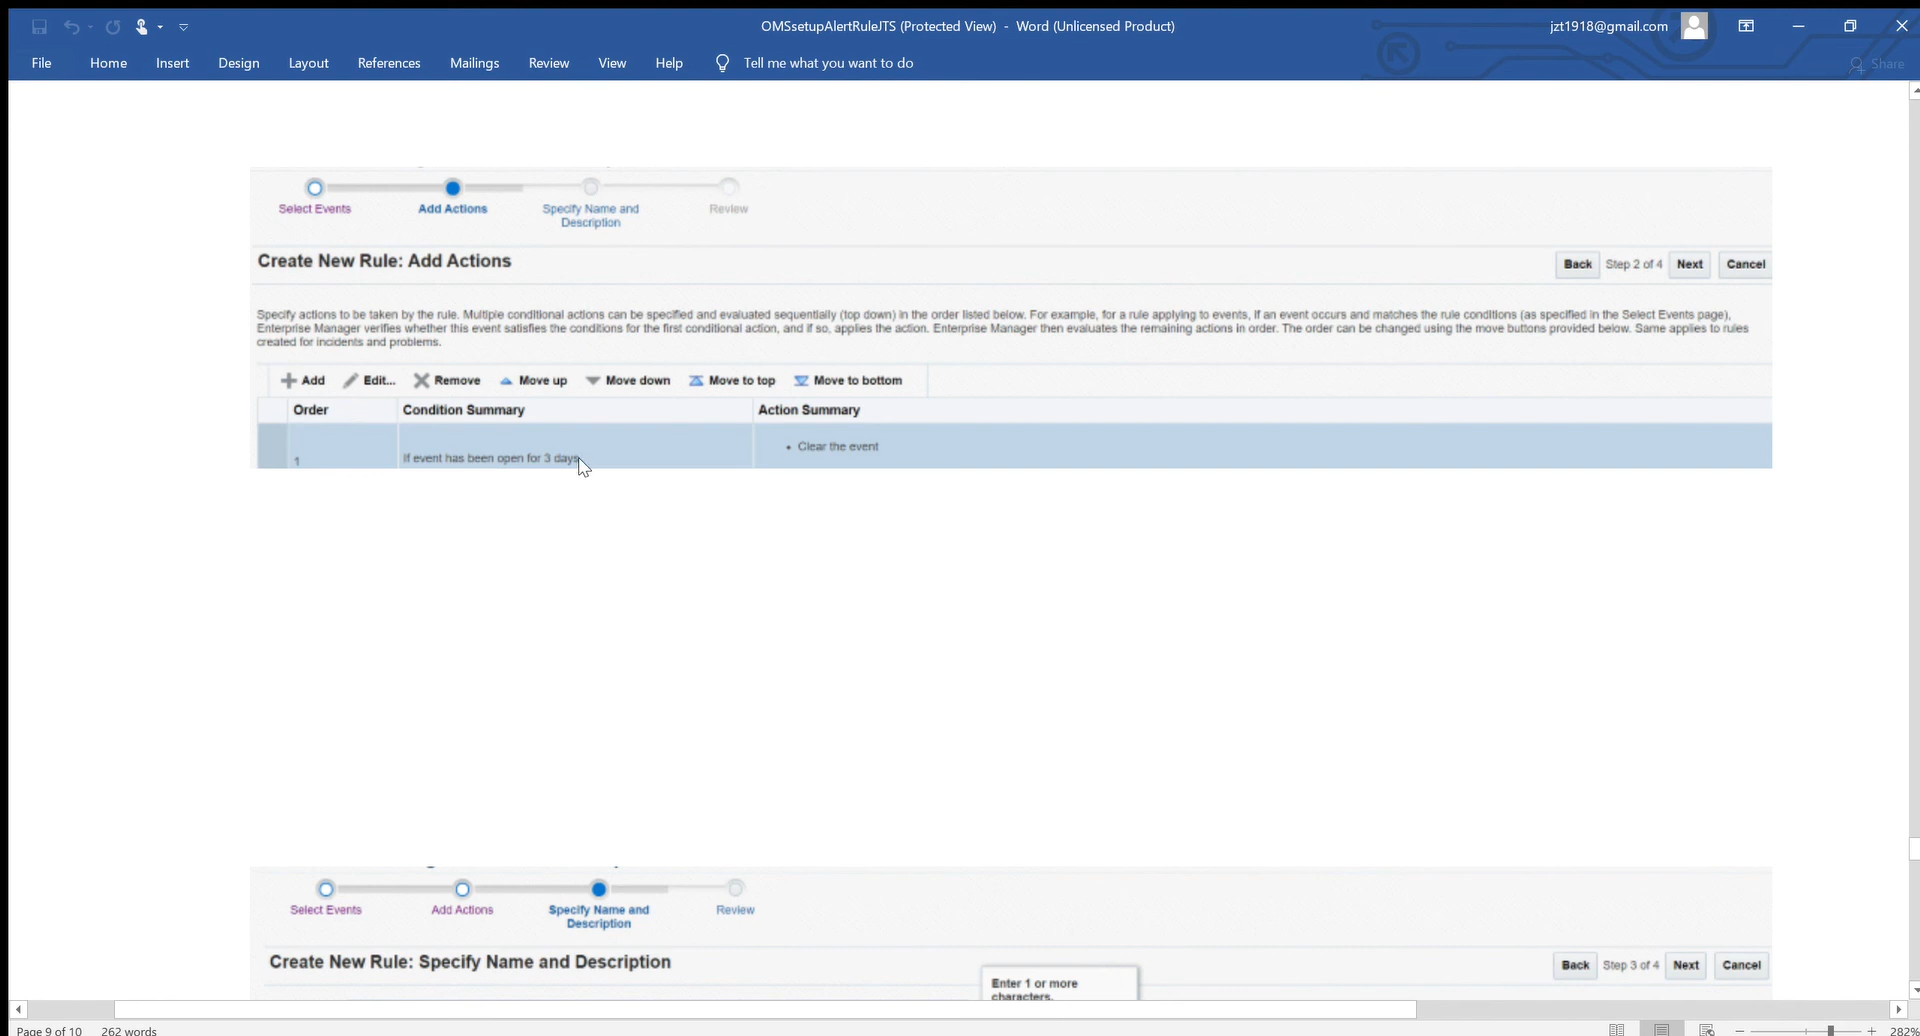 OMSsetupAlertRuleJTS (Protected View) - Word (Unlicensed Product)
jzt1918@gmail.com
File Home Insert Design Layout References Mailings Review View Help Tell me what you want to do Share
Select Events Add Actions Specify Name and Description Review
Create New Rule: Add Actions
Back Step 2 of 4 Next Cancel
Specify actions to be taken by the rule. Multiple conditional actions can be specified and evaluated sequentially (top down) in the order listed below. For example, for a rule applying to events, if an event occurs and matches the rule conditions (as specified in the Select Events page),
Enterprise Manager verifies whether this event satisfies the conditions for the first conditional action, and if so, applies the action. Enterprise Manager then evaluates the remaining actions in order. The order can be changed using the move buttons provided below. Same applies to rules
created for incidents and problems.
Add Edit... Remove Move up Move down Move to top Move to bottom
Order Condition Summary Action Summary
• Clear the event
1 If event has been open for 3 days
Select Events Add Actions Specify Name and Description Review
Create New Rule: Specify Name and Description
Back Step 3 of 4 Next Cancel
Enter 1 or more
characters.
Page 9 of 10 262 words
282%